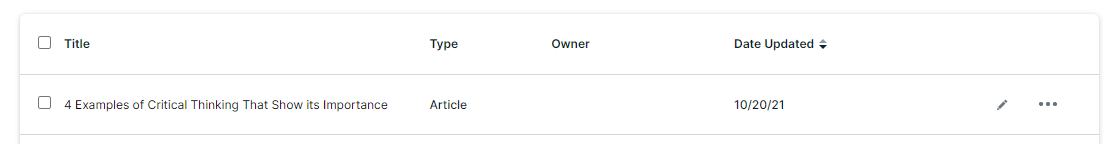 Title Type Owner Date Updated
4 Examples of Critical Thinking That Show its Importance Article 10/20/21